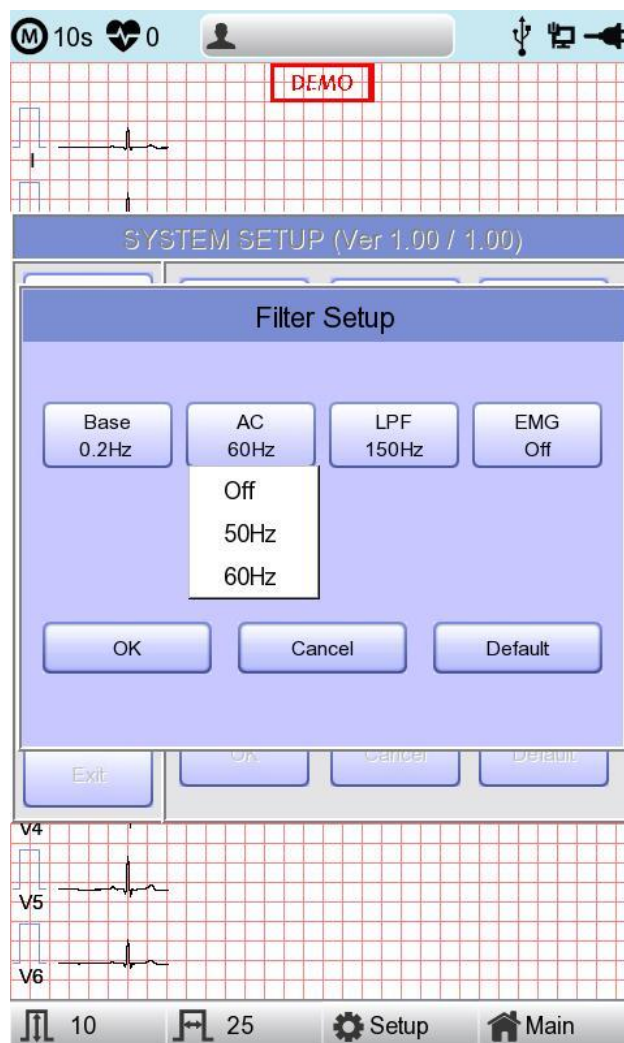 M 10s 0
DEMO
I
SYSTEM SETUP (Ver 1.00 / 1.00)
Filter Setup
Base AC LPF EMG
0.2Hz 60Hz 150Hz Off
Off
50Hz
60Hz
OK Cancel Default
Exit OK Cancel Default
V4
V5
V6
10 25 Setup Main